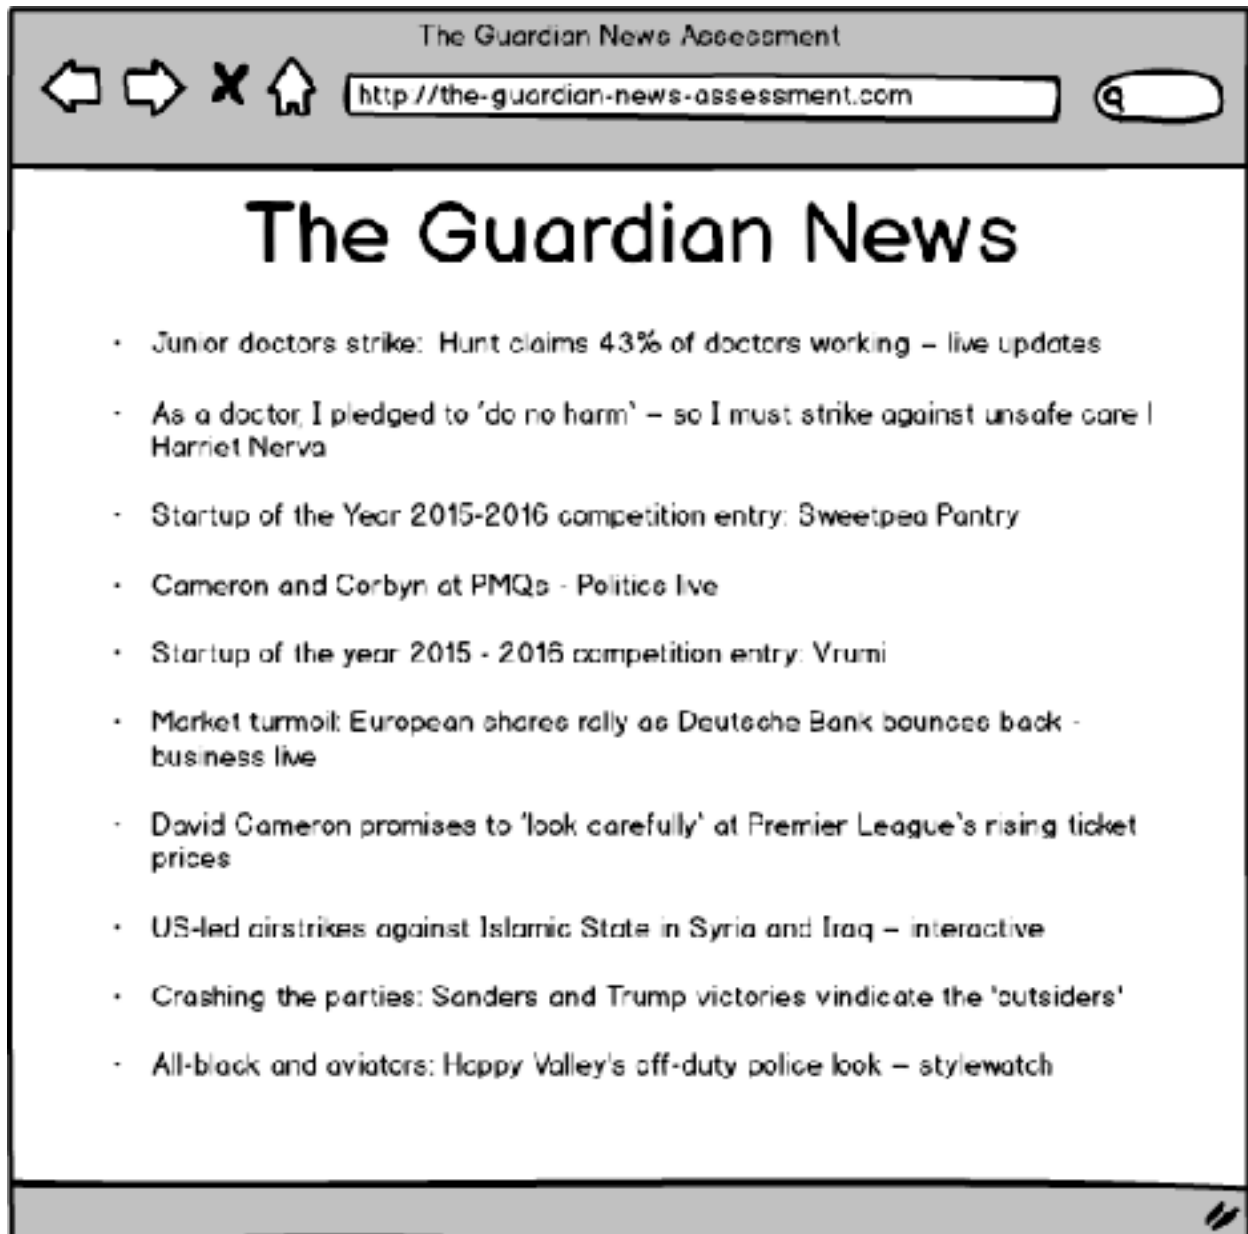 The Guardian News Assessment
http://the-guardian-news-assessment.com
The Guardian News
· Junior doctors strike: Hunt claims 43% of doctors working – live updates
· As a doctor, I pledged to 'do no harm' – so I must strike against unsafe care |
Harriet Nerva
· Startup of the Year 2015-2016 competition entry: Sweetpea Pantry
· Cameron and Corbyn at PMQs - Politics live
· Startup of the year 2015 - 2016 competition entry: Vrumi
· Market turmoil: European shares rally as Deutsche Bank bounces back -
business live
· David Cameron promises to 'look carefully' at Premier League's rising ticket
prices
· US-led airstrikes against Islamic State in Syria and Iraq – interactive
· Crashing the parties: Sanders and Trump victories vindicate the 'outsiders'
· All-black and aviators: Happy Valley's off-duty police look – stylewatch